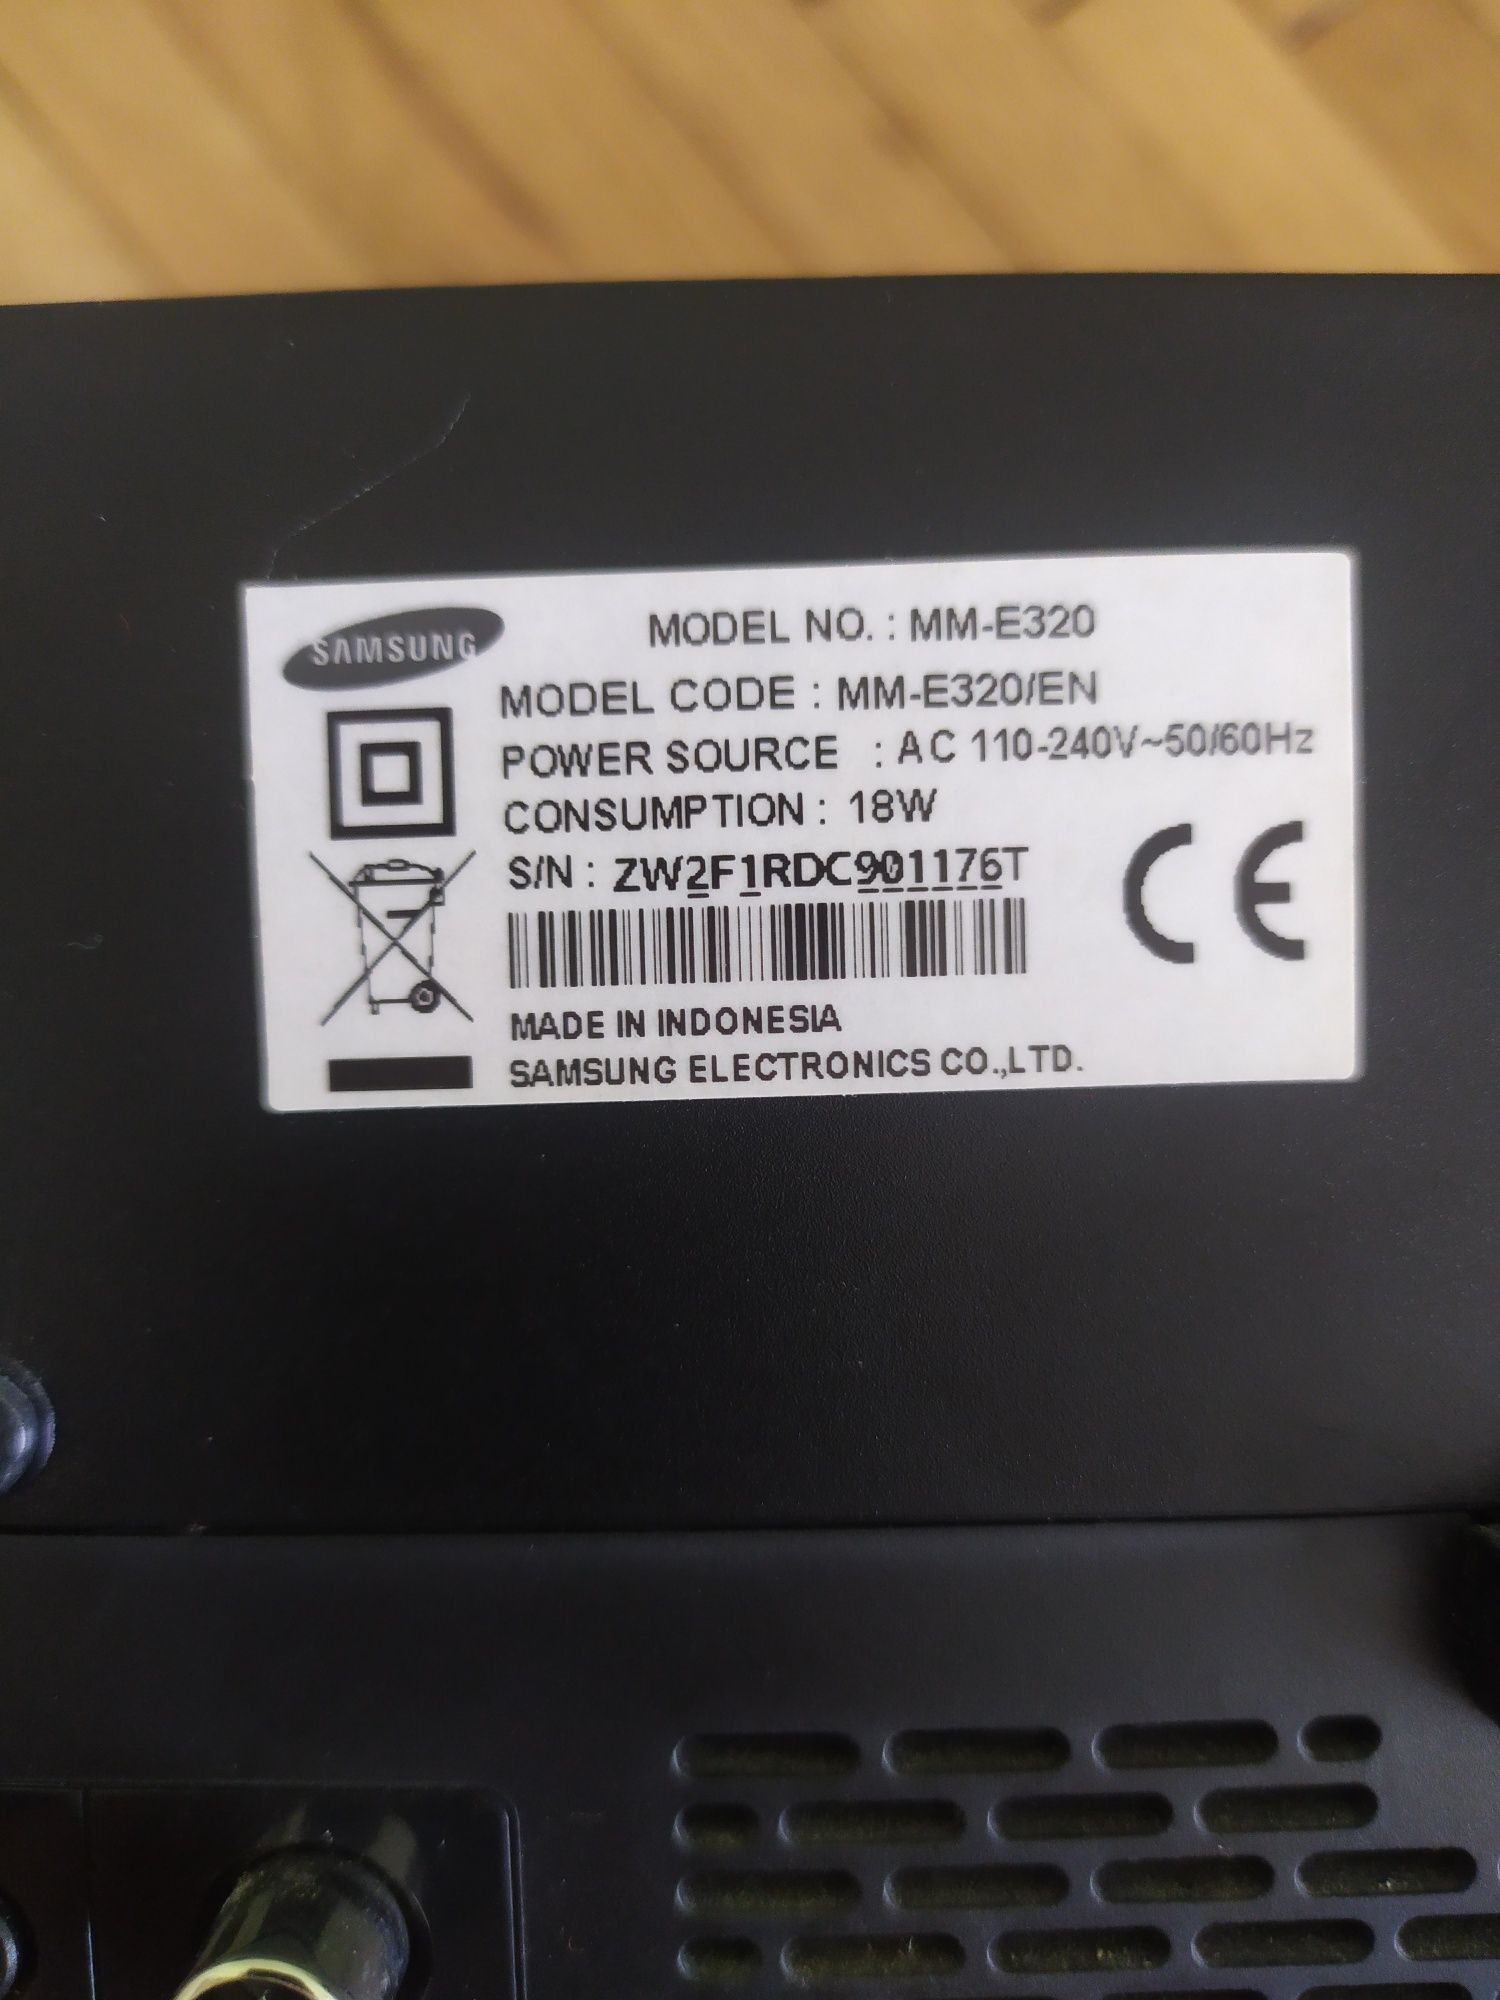 SAMSUNG
MODEL NO. : MM-E320
MODEL CODE : MM-E320/EN
POWER SOURCE : AC 110-240V~50/60Hz
CONSUMPTION : 18W
S/N : ZW2F1RDC901176T
CE
MADE IN INDONESIA
SAMSUNG ELECTRONICS CO.,LTD.